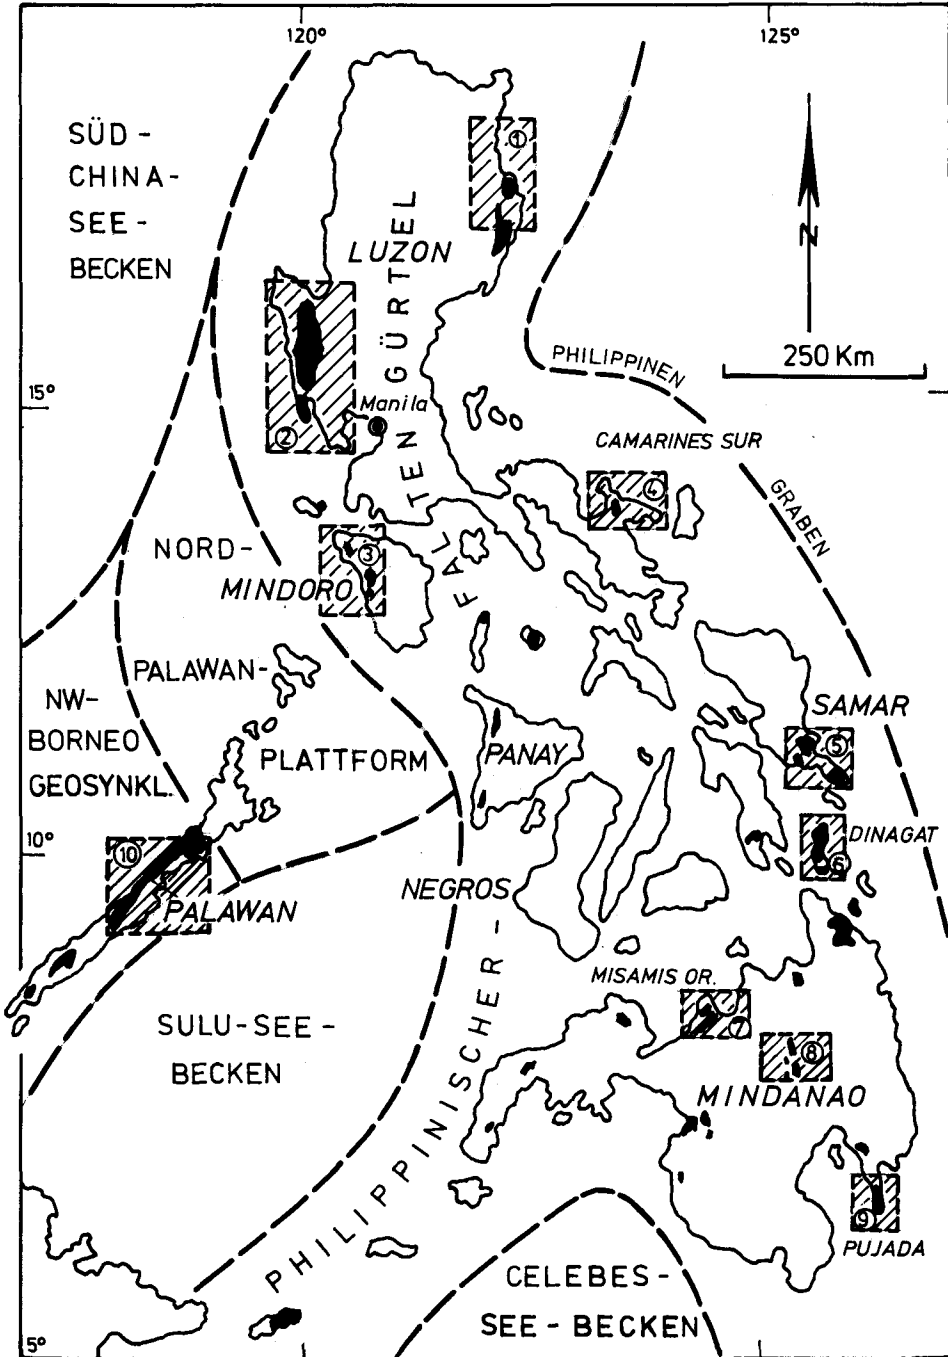 120°
125°
SÜD-
CHINA-
SEE-
BECKEN
①
N
LUZON
250 Km
PHILIPPINEN
GRABEN
15°
Manila
②
CAMARINES SUR
④
NORD-
③
MINDORO
PALAWAN-
PLATTFORM
NW-
BORNEO
GEOSYNKL.
SAMAR
⑤
PANAY
10°
DINAGAT
⑥
⑩
PALAWAN
NEGROS
MISAMIS OR.
⑦
SULU-SEE-
BECKEN
⑧
MINDANAO
PHILIPPINISCHER-
FALTENGÜRTEL
⑨
PUJADA
CELEBES-
SEE-BECKEN
5°